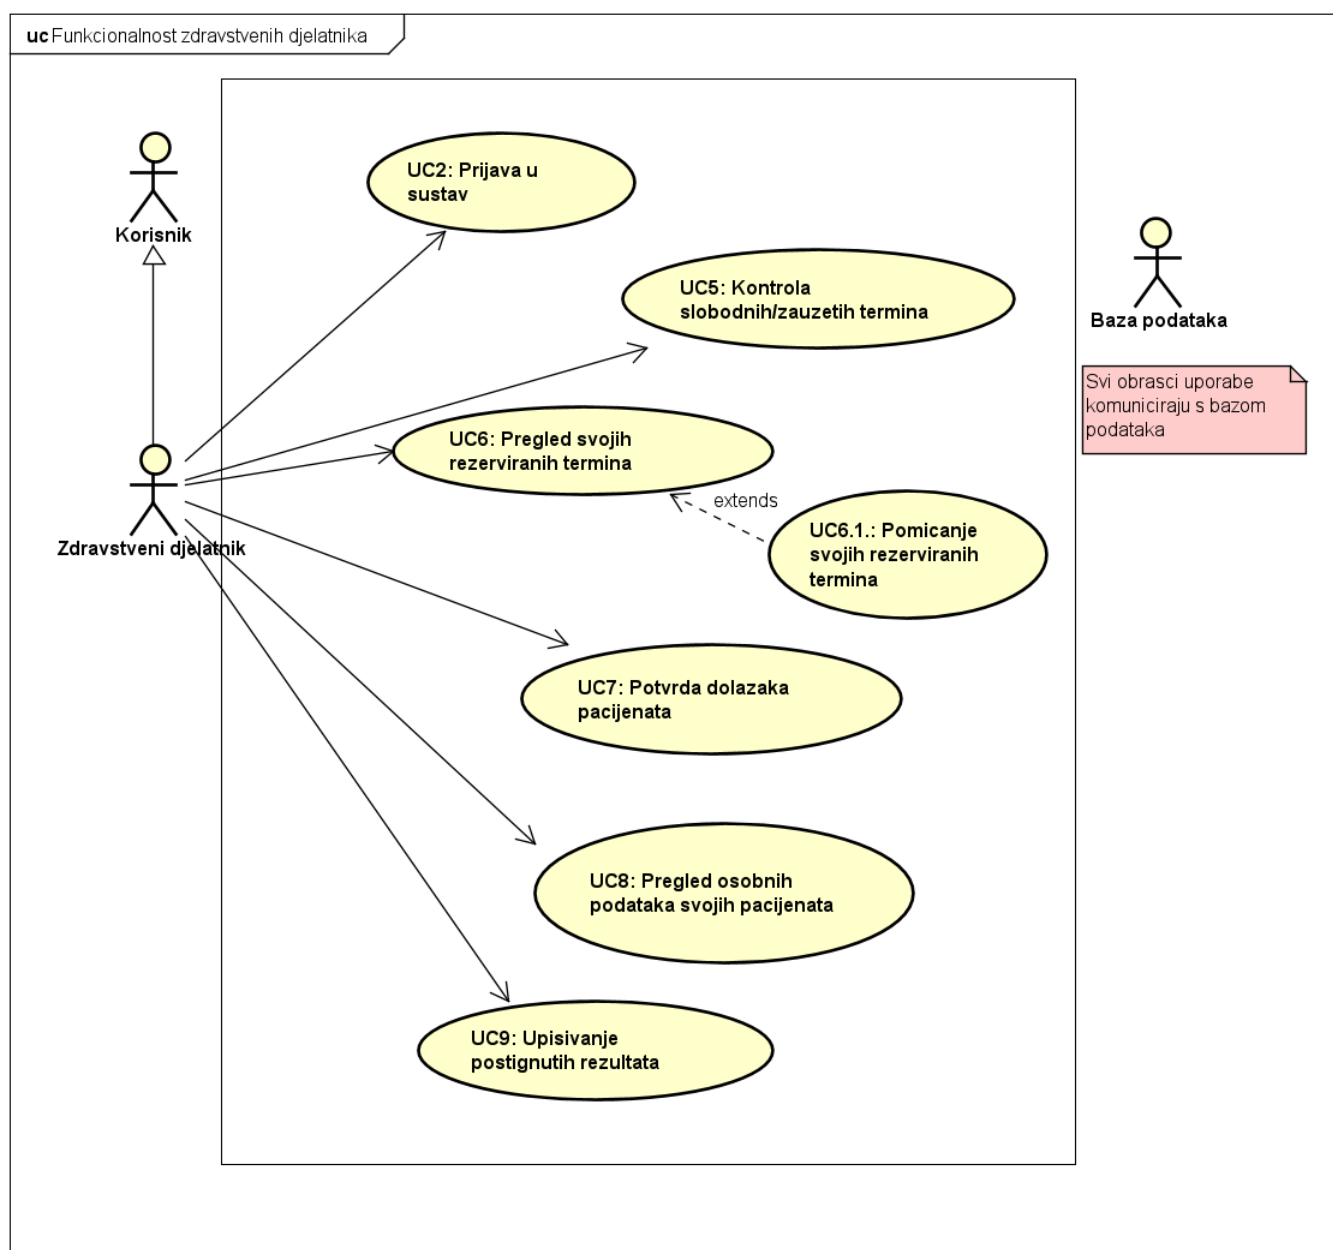 uc Funkcionalnost zdravstvenih djelatnika
Korisnik
UC2: Prijava u
sustav
UC5: Kontrola
slobodnih/zauzetih termina
Baza podataka
Svi obrasci uporabe
komuniciraju s bazom
podataka
UC6: Pregled svojih
rezerviranih termina
extends
UC6.1.: Pomicanje
svojih rezerviranih
termina
Zdravstveni djelatnik
UC7: Potvrda dolazaka
pacijenata
UC8: Pregled osobnih
podataka svojih pacijenata
UC9: Upisivanje
postignutih rezultata